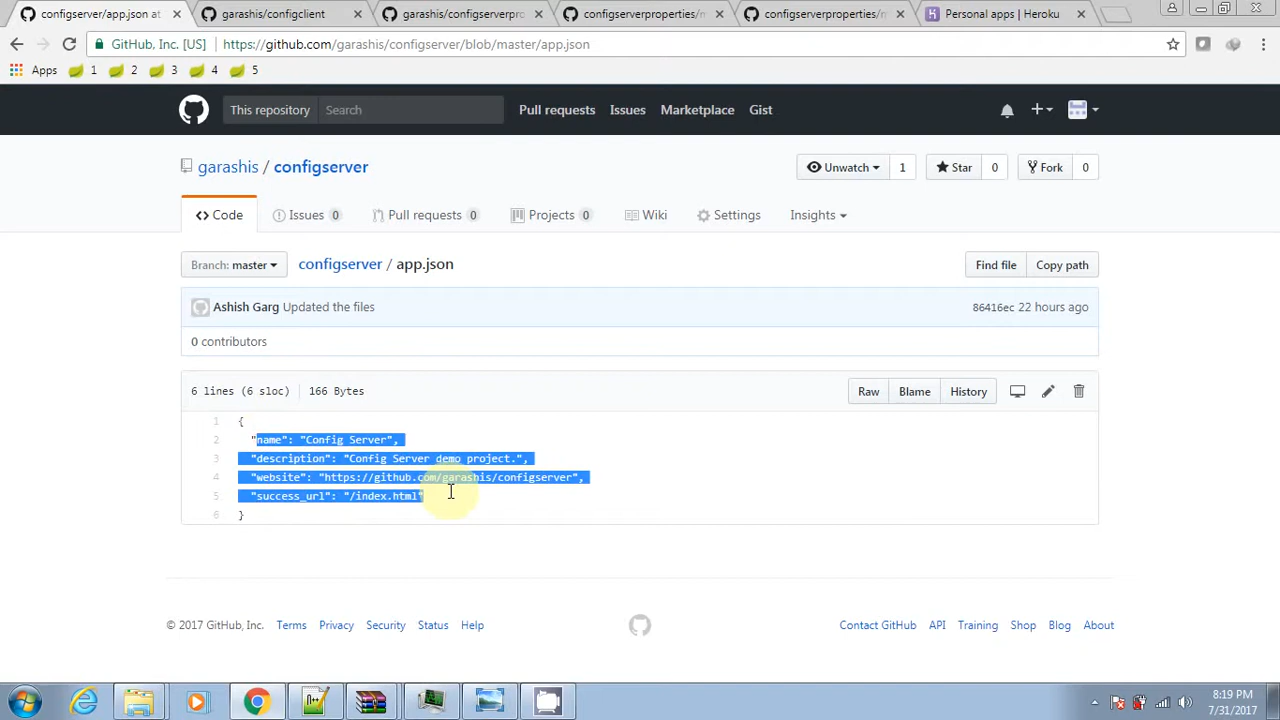 configserver/app.json at
garashis/configclient
garashis/configserverpro
configserverproperties/m
configserverproperties/m
Personal apps | Heroku
GitHub, Inc. [US]
https://github.com/garashis/configserver/blob/master/app.json
Apps
1
2
3
4
5
This repository
Search
Pull requests
Issues
Marketplace
Gist
garashis / configserver
Unwatch
1
Star
0
Fork
0
Code
Issues 0
Pull requests 0
Projects 0
Wiki
Settings
Insights
Branch: master
configserver / app.json
Find file
Copy path
Ashish Garg Updated the files
86416ec 22 hours ago
0 contributors
6 lines (6 sloc)
166 Bytes
Raw
Blame
History
1 {
2 "name": "Config Server",
3 "description": "Config Server demo project.",
4 "website": "https://github.com/garashis/configserver",
5 "success_url": "/index.html"
6 }
© 2017 GitHub, Inc.
Terms
Privacy
Security
Status
Help
Contact GitHub
API
Training
Shop
Blog
About
8:19 PM
7/31/2017